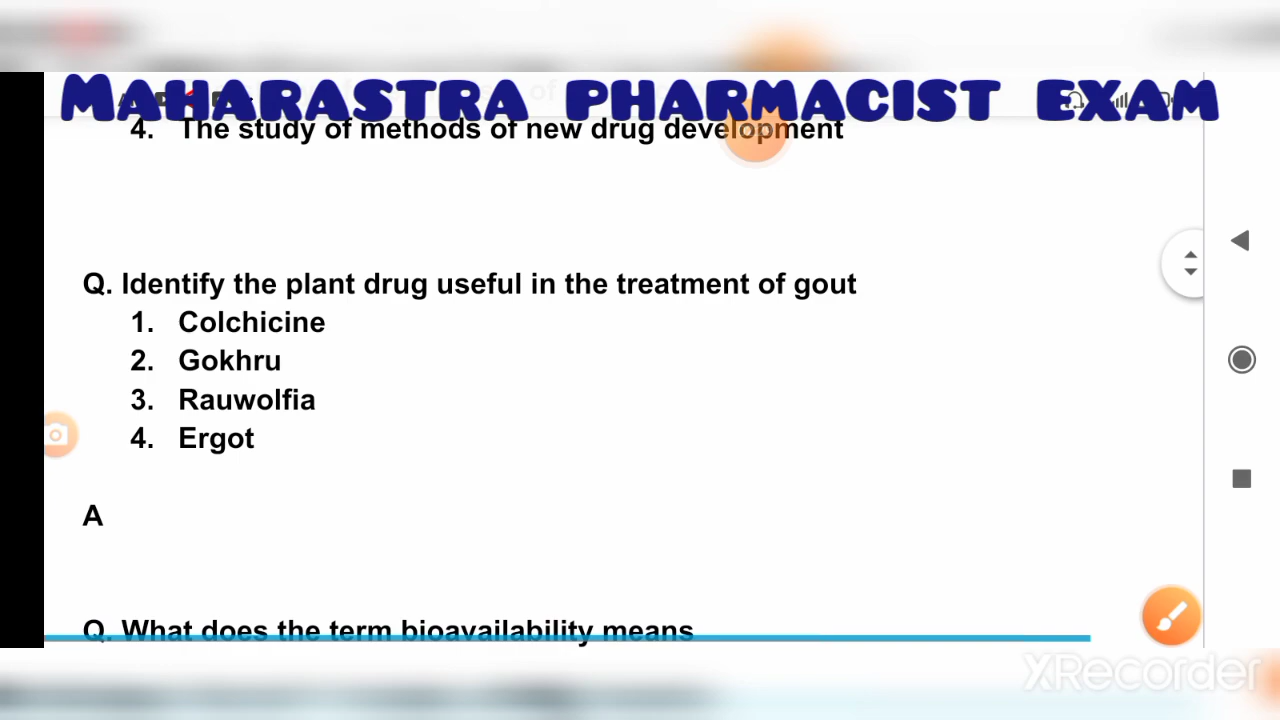 MAHARASTRA PHARMACIST EXAM
4. The study of methods of new drug development
Q. Identify the plant drug useful in the treatment of gout
1. Colchicine
2. Gokhru
3. Rauwolfia
4. Ergot
A
Q. What does the term bioavailability means
XRecorder